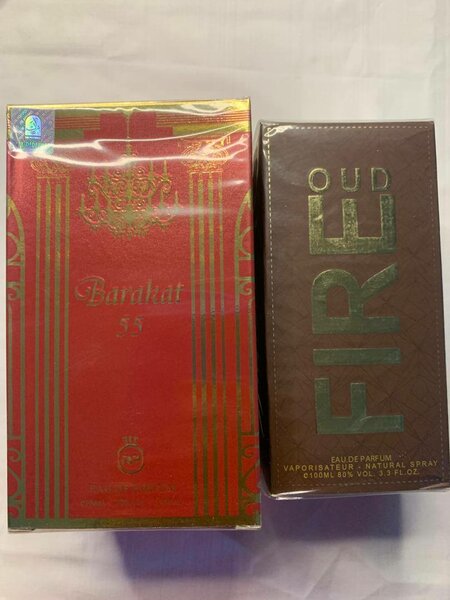 Barakat
55
OUD
FIRE
EAU DE PARFUM
VAPORISATEUR - NATURAL SPRAY
℮100ML 80% VOL. 3.3 FL.OZ.